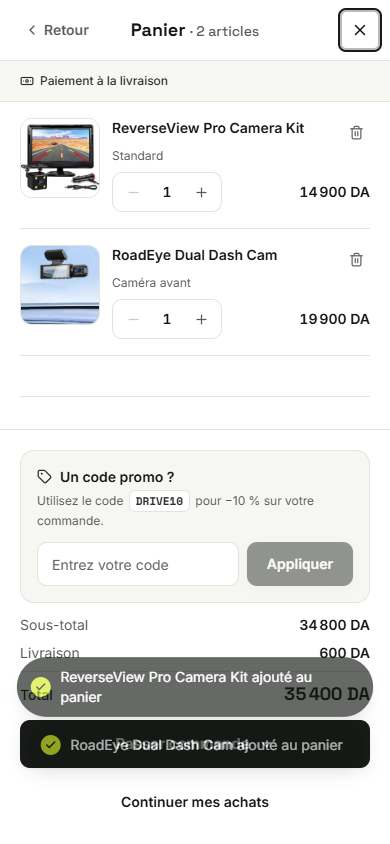 Retour
Panier · 2 articles
Paiement à la livraison
ReverseView Pro Camera Kit
Standard
1
14 900 DA
RoadEye Dual Dash Cam
Caméra avant
1
19 900 DA
Un code promo ?
Utilisez le code DRIVE10 pour −10 % sur votre
commande.
Entrez votre code
Appliquer
Sous-total
34 800 DA
Livraison
600 DA
ReverseView Pro Camera Kit ajouté au
panier
Total
35 400 DA
RoadEye Dual Dash Cam ajouté au panier
Passer commande
Continuer mes achats